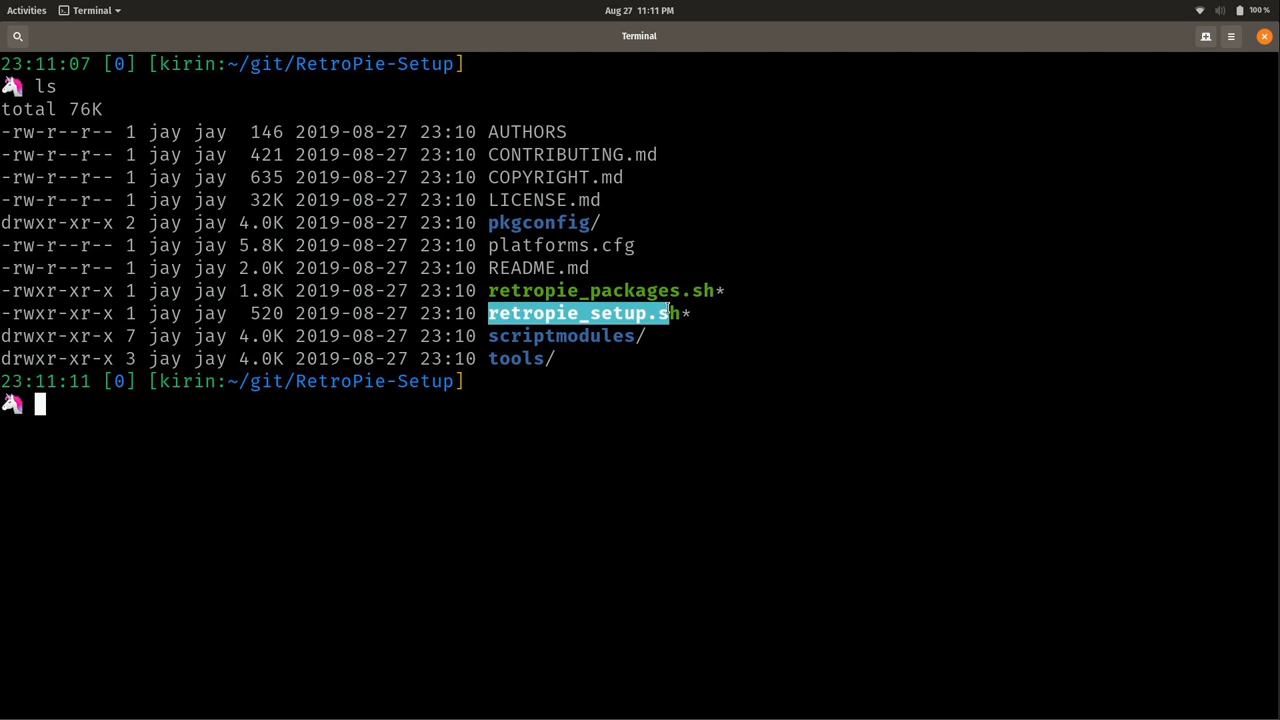 Activities Terminal Aug 27 11:11 PM 100 %
Terminal
23:11:07 [0] [kirin:~/git/RetroPie-Setup]
ls
total 76K
-rw-r--r-- 1 jay jay 146 2019-08-27 23:10 AUTHORS
-rw-r--r-- 1 jay jay 421 2019-08-27 23:10 CONTRIBUTING.md
-rw-r--r-- 1 jay jay 635 2019-08-27 23:10 COPYRIGHT.md
-rw-r--r-- 1 jay jay 32K 2019-08-27 23:10 LICENSE.md
drwxr-xr-x 2 jay jay 4.0K 2019-08-27 23:10 pkgconfig/
-rw-r--r-- 1 jay jay 5.8K 2019-08-27 23:10 platforms.cfg
-rw-r--r-- 1 jay jay 2.0K 2019-08-27 23:10 README.md
-rwxr-xr-x 1 jay jay 1.8K 2019-08-27 23:10 retropie_packages.sh*
-rwxr-xr-x 1 jay jay 520 2019-08-27 23:10 retropie_setup.sh*
drwxr-xr-x 7 jay jay 4.0K 2019-08-27 23:10 scriptmodules/
drwxr-xr-x 3 jay jay 4.0K 2019-08-27 23:10 tools/
23:11:11 [0] [kirin:~/git/RetroPie-Setup]